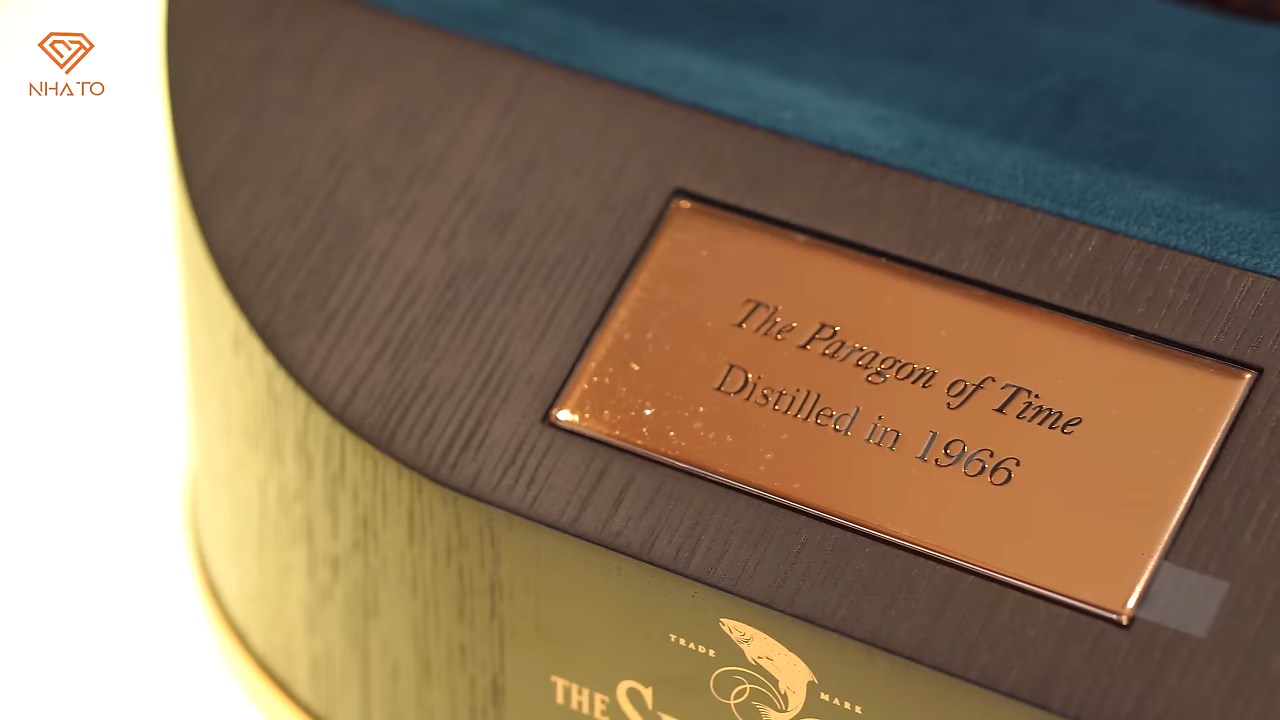 NHATO
The Paragon of Time
Distilled in 1966
TRADE MARK
THE